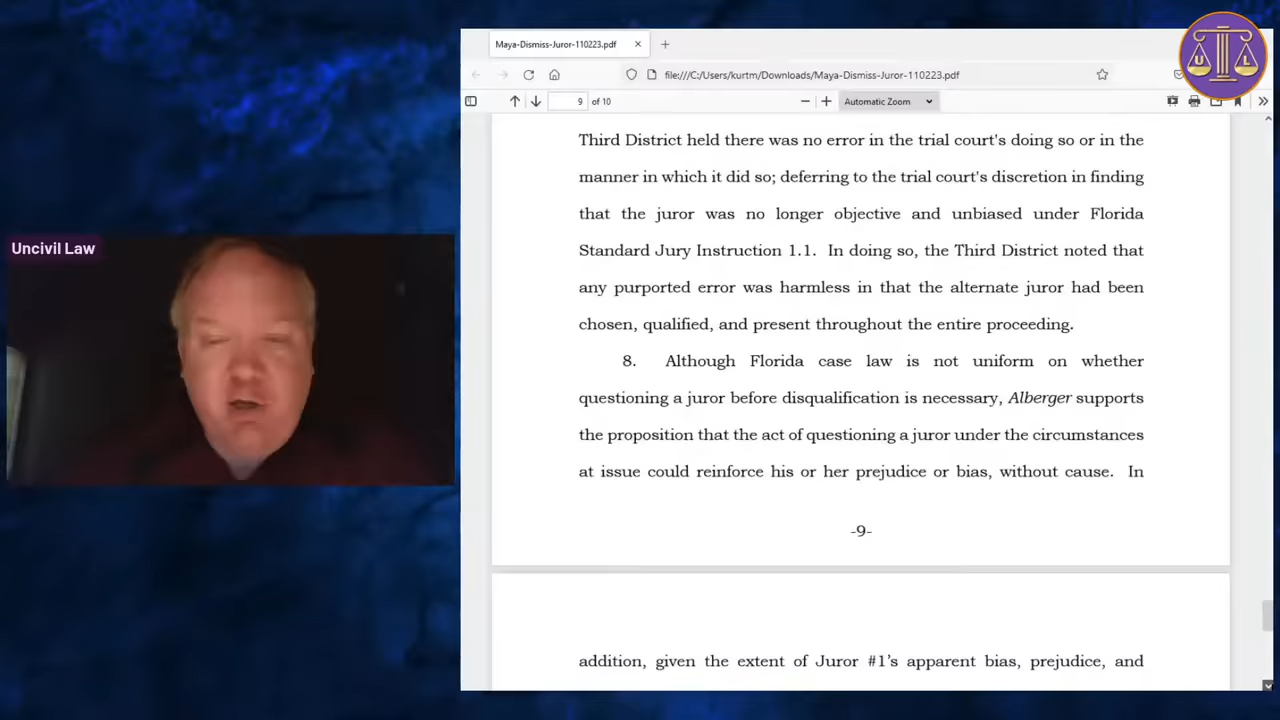 Maya-Dismiss-Juror-110223.pdf
file:///C:/Users/kurtm/Downloads/Maya-Dismiss-Juror-110223.pdf
9 of 10
Automatic Zoom
U L
Uncivil Law
Third District held there was no error in the trial court's doing so or in the
manner in which it did so; deferring to the trial court's discretion in finding
that the juror was no longer objective and unbiased under Florida
Standard Jury Instruction 1.1. In doing so, the Third District noted that
any purported error was harmless in that the alternate juror had been
chosen, qualified, and present throughout the entire proceeding.
8. Although Florida case law is not uniform on whether
questioning a juror before disqualification is necessary, Alberger supports
the proposition that the act of questioning a juror under the circumstances
at issue could reinforce his or her prejudice or bias, without cause. In
-9-
addition, given the extent of Juror #1's apparent bias, prejudice, and